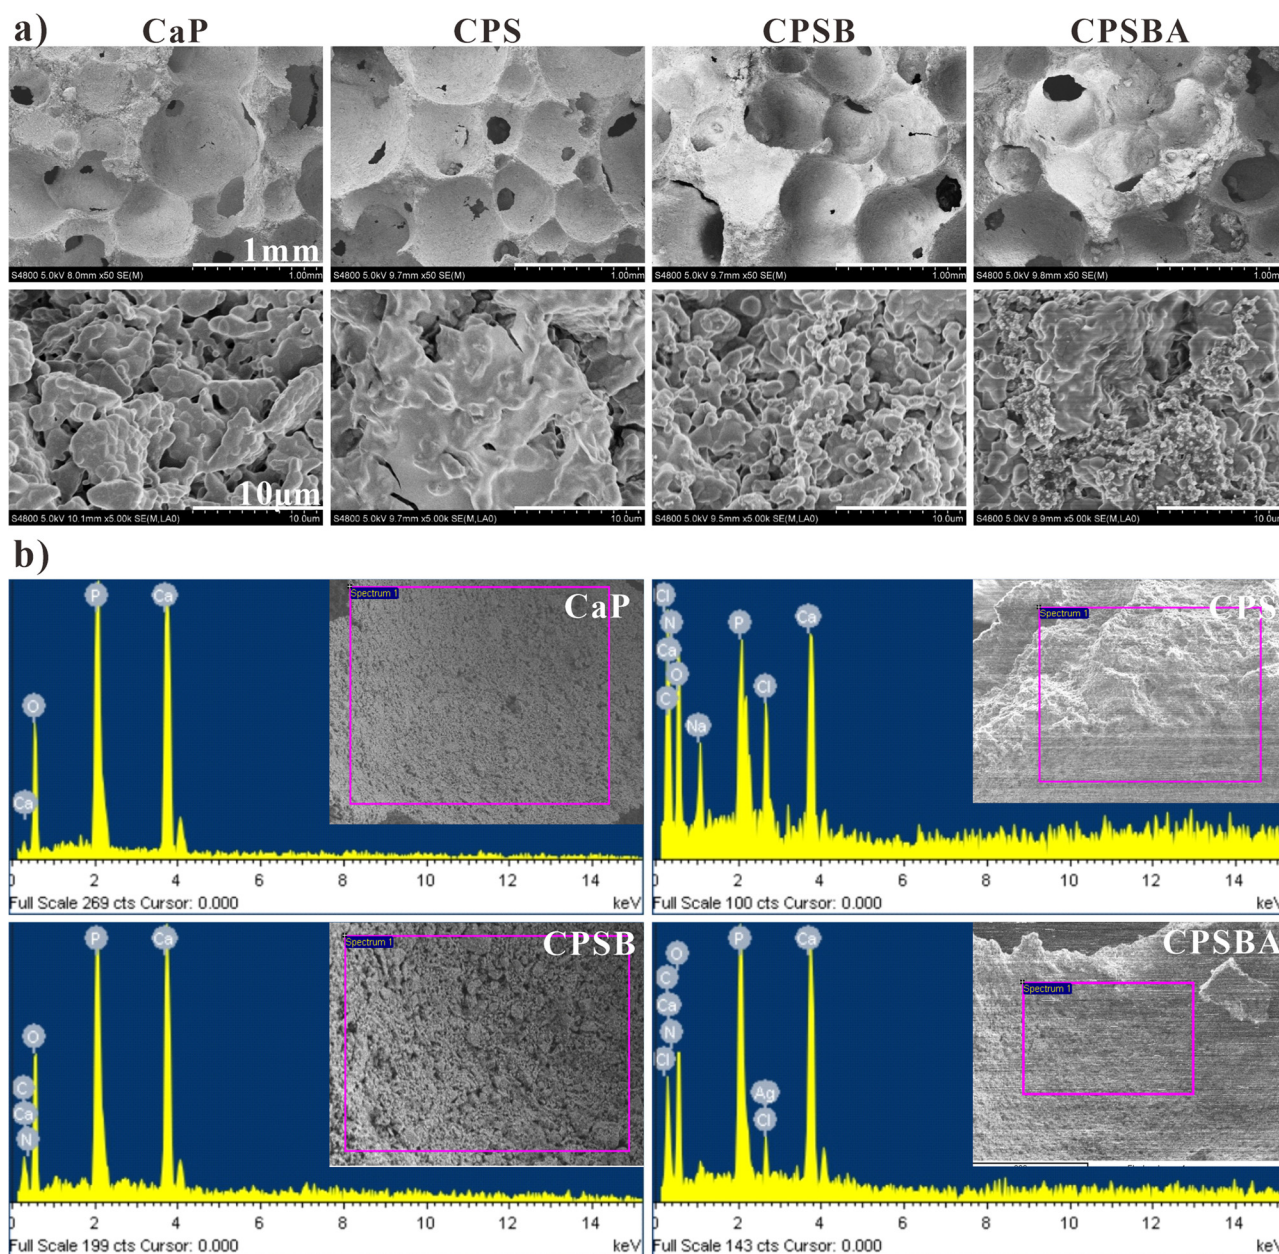 a)
CaP
CPS
CPSB
CPSBA
1mm
S4800 5.0kV 8.0mm x50 SE(M)
1.00mm
S4800 5.0kV 9.7mm x50 SE(M)
1.00mm
S4800 5.0kV 9.7mm x50 SE(M)
1.00mm
S4800 5.0kV 9.8mm x50 SE(M)
1.00m
10μm
S4800 5.0kV 10.1mm x5.00k SE(M,LA0)
10.0um
S4800 5.0kV 9.7mm x5.00k SE(M,LA0)
10.0um
S4800 5.0kV 9.5mm x5.00k SE(M,LA0)
10.0um
S4800 5.0kV 9.9mm x5.00k SE(M,LA0)
10.0um
b)
P
Ca
O
Ca
Spectrum 1
CaP
0 2 4 6 8 10 12 14
Full Scale 269 cts Cursor: 0.000
keV
Cl
N
Ca
O
C
Na
P
Cl
Ca
Spectrum 1
CPS
0 2 4 6 8 10 12 14
Full Scale 100 cts Cursor: 0.000
keV
P
Ca
O
C
Ca
N
Spectrum 1
CPSB
0 2 4 6 8 10 12 14
Full Scale 199 cts Cursor: 0.000
keV
O
C
Ca
N
Cl
P
Ag
Cl
Ca
Spectrum 1
CPSBA
0 2 4 6 8 10 12 14
Full Scale 143 cts Cursor: 0.000
keV